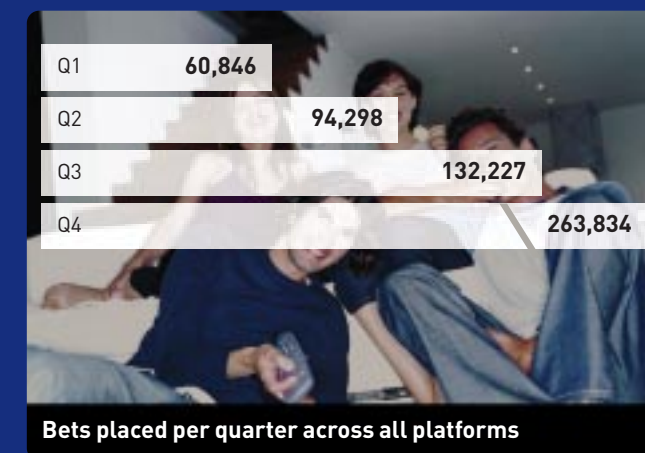 Q1 60,846
Q2 94,298
Q3 132,227
Q4 263,834
Bets placed per quarter across all platforms